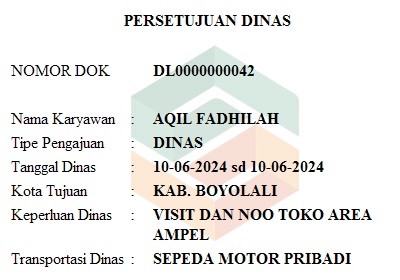 PERSETUJUAN DINAS
NOMOR DOK DL0000000042
Nama Karyawan : AQIL FADHILAH
Tipe Pengajuan : DINAS
Tanggal Dinas : 10-06-2024 sd 10-06-2024
Kota Tujuan : KAB. BOYOLALI
Keperluan Dinas : VISIT DAN NOO TOKO AREA
AMPEL
Transportasi Dinas : SEPEDA MOTOR PRIBADI